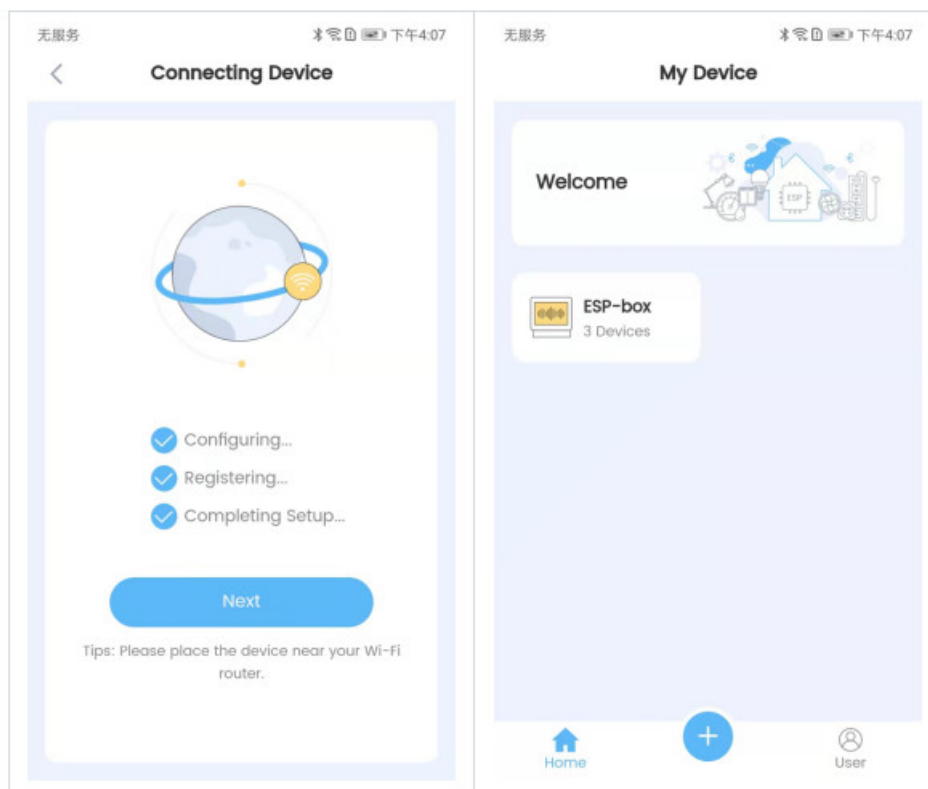 无服务
下午4:07
Connecting Device
Configuring...
Registering...
Completing Setup...
Next
Tips: Please place the device near your Wi-Fi
router.
无服务
下午4:07
My Device
Welcome
ESP
ESP-box
3 Devices
Home
User